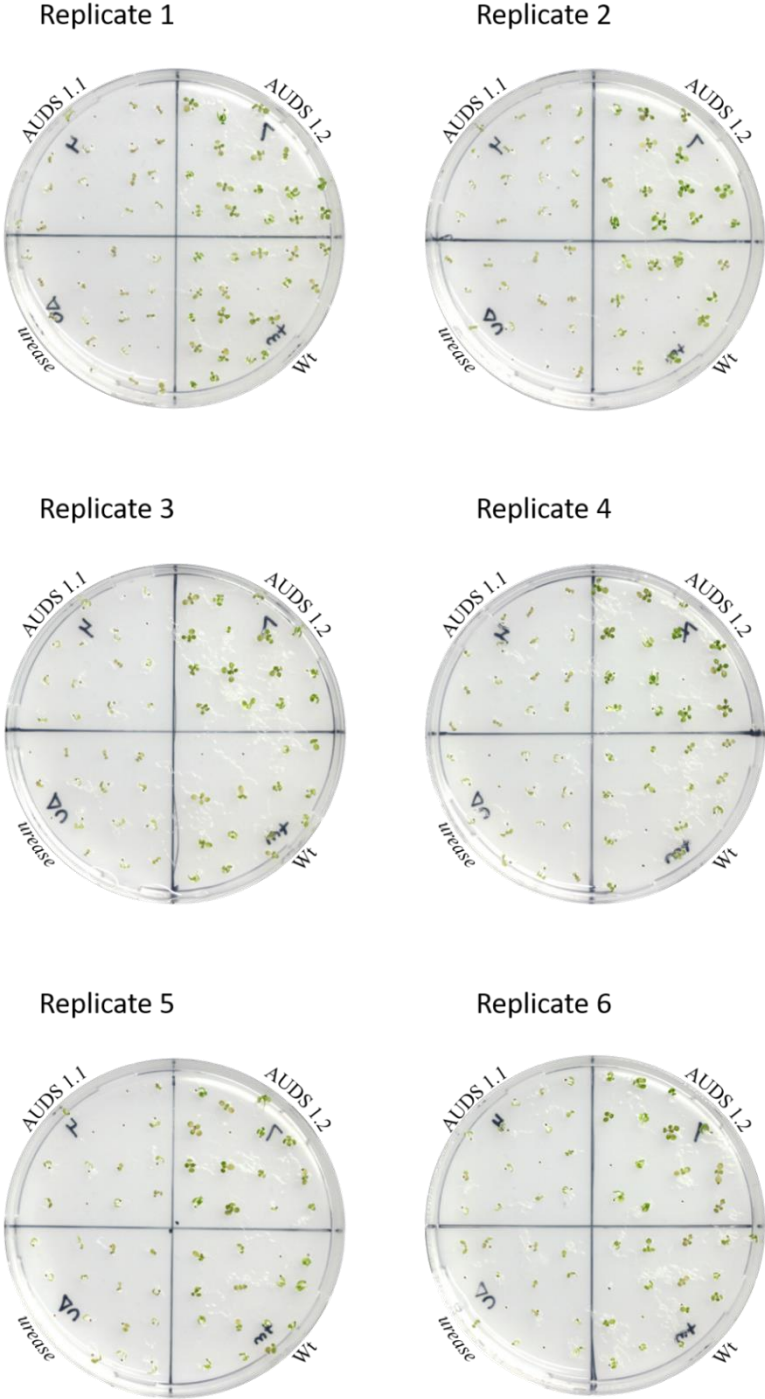 Replicate 1
Replicate 2
AUDS 1.1
AUDS 1.2
AUDS 1.1
AUDS 1.2
urease
Wt
urease
Wt
Replicate 3
Replicate 4
AUDS 1.1
AUDS 1.2
AUDS 1.1
AUDS 1.2
urease
Wt
urease
Wt
Replicate 5
Replicate 6
AUDS 1.1
AUDS 1.2
AUDS 1.1
AUDS 1.2
urease
Wt
urease
Wt